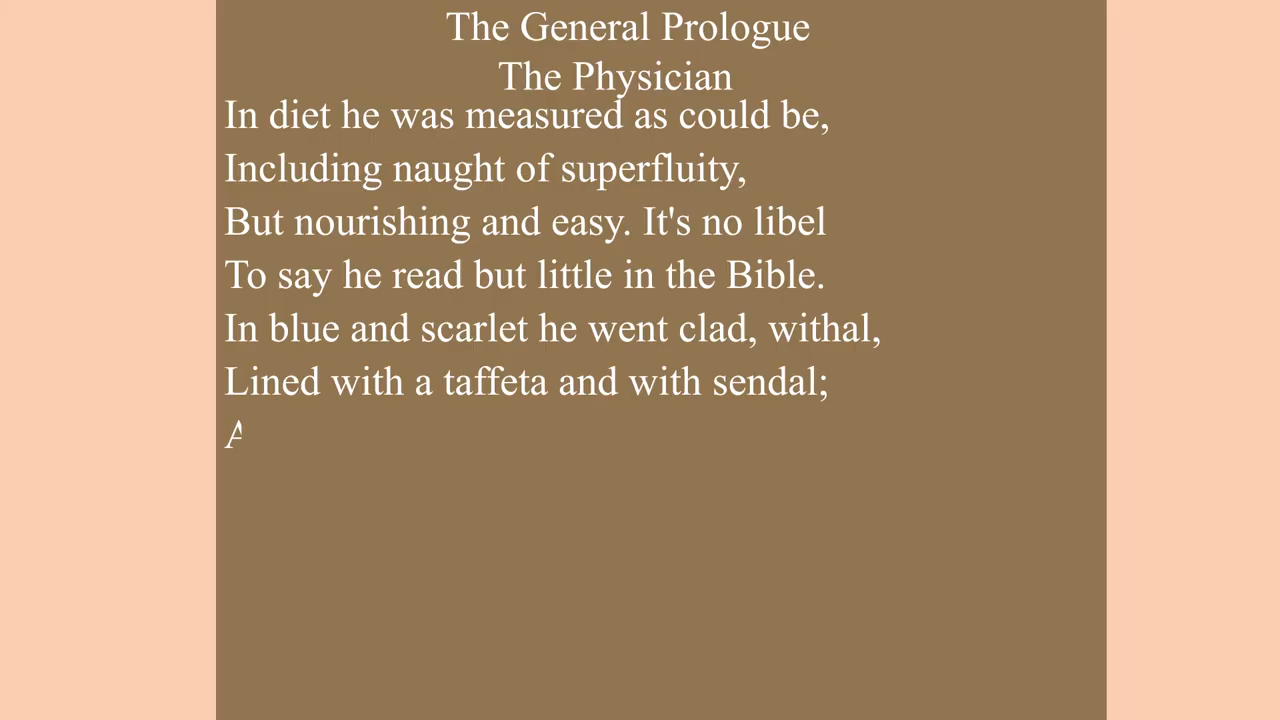 The General Prologue
The Physician
In diet he was measured as could be,
Including naught of superfluity,
But nourishing and easy. It's no libel
To say he read but little in the Bible.
In blue and scarlet he went clad, withal,
Lined with a taffeta and with sendal;